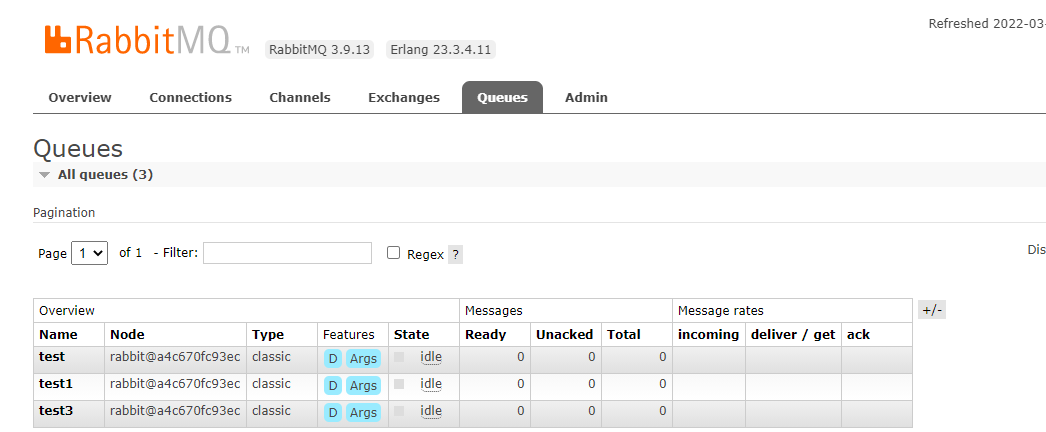 RabbitMQ TM RabbitMQ 3.9.13 Erlang 23.3.4.11 Refreshed 2022-03-
Overview Connections Channels Exchanges Queues Admin
Queues
All queues (3)
Pagination
Page 1 of 1 - Filter: Regex ? Dis
Overview Messages Message rates +/-
Name Node Type Features State Ready Unacked Total incoming deliver / get ack
test rabbit@a4c670fc93ec classic D Args idle 0 0 0
test1 rabbit@a4c670fc93ec classic D Args idle 0 0 0
test3 rabbit@a4c670fc93ec classic D Args idle 0 0 0